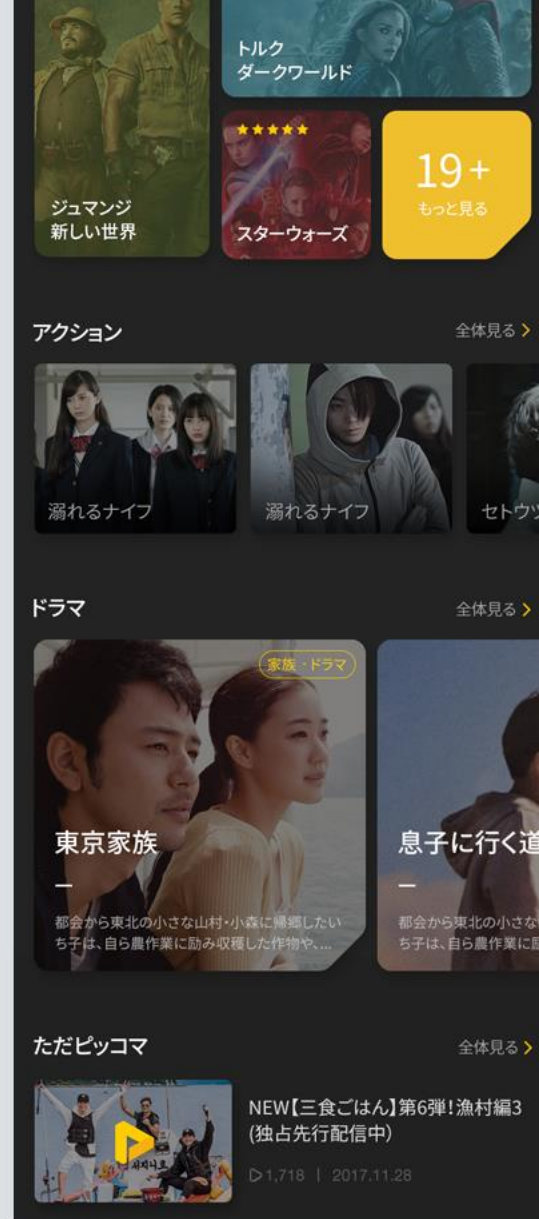 トルク
ダークワールド
ジュマンジ
新しい世界
スターウォーズ
19+
もっと見る
アクション
全体見る
溺れるナイフ
溺れるナイフ
セトウツ
ドラマ
全体見る
家族・ドラマ
東京家族
都会から東北の小さな山村・小森に帰郷したい
ち子は、自ら農作業に励み収穫した作物や、...
息子に行く道
都会から東北の小さな
ち子は、自ら農作業に励
ただピッコマ
全体見る
NEW【三食ごはん】第6弾!漁村編3
(独占先行配信中)
1,718 | 2017.11.28